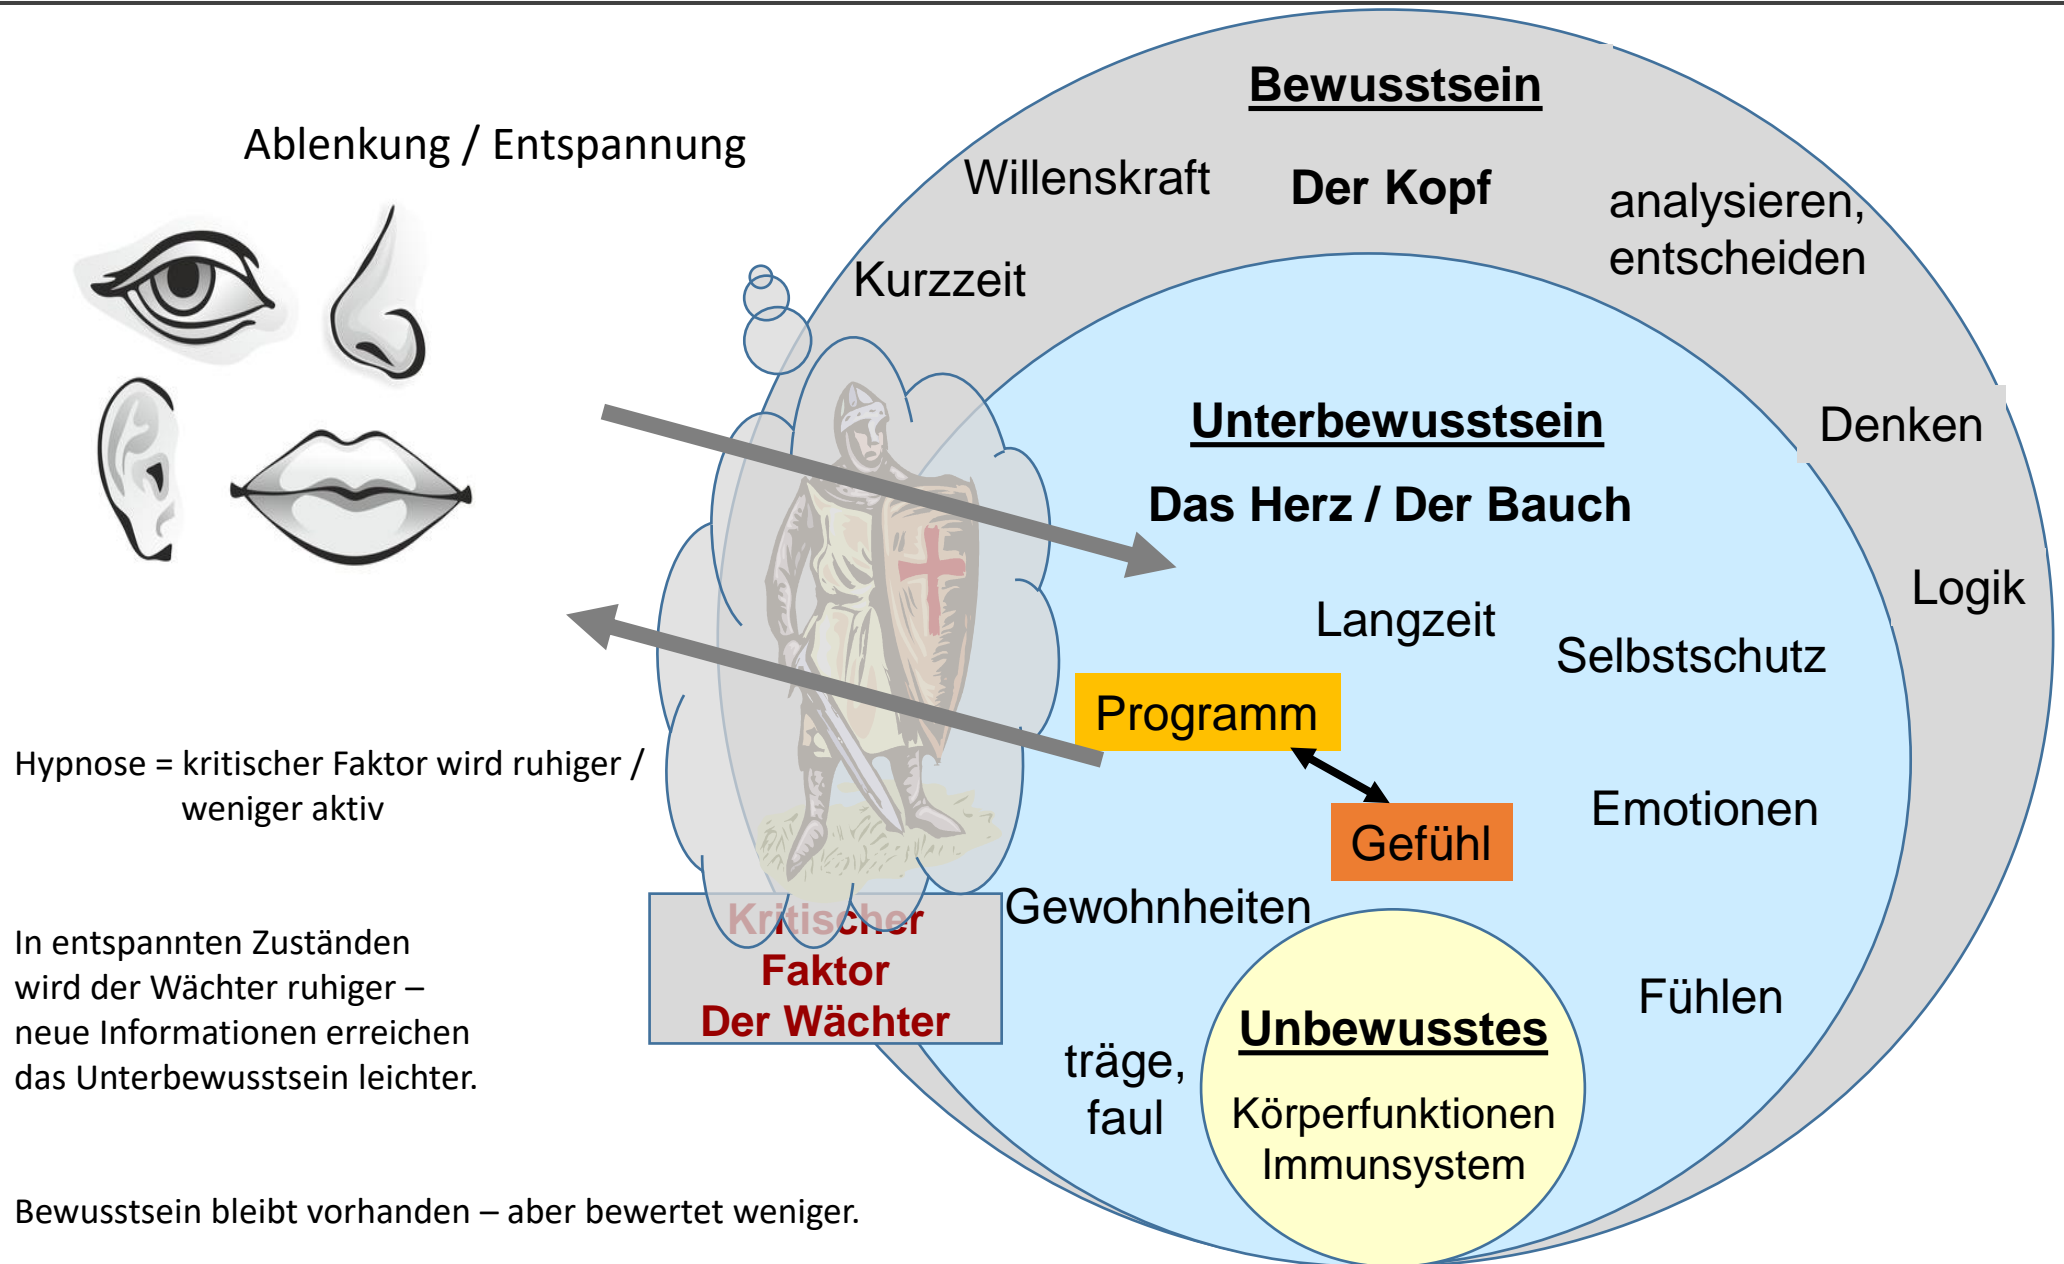 Ablenkung / Entspannung
Hypnose = kritischer Faktor wird ruhiger /
weniger aktiv
In entspannten Zuständen
wird der Wächter ruhiger –
neue Informationen erreichen
das Unterbewusstsein leichter.
Bewusstsein bleibt vorhanden – aber bewertet weniger.
Kritischer
Faktor
Der Wächter
Bewusstsein
Der Kopf
Willenskraft
Kurzzeit
analysieren,
entscheiden
Denken
Logik
Unterbewusstsein
Das Herz / Der Bauch
Langzeit
Selbstschutz
Programm
Gefühl
Emotionen
Gewohnheiten
Fühlen
träge,
faul
Unbewusstes
Körperfunktionen
Immunsystem